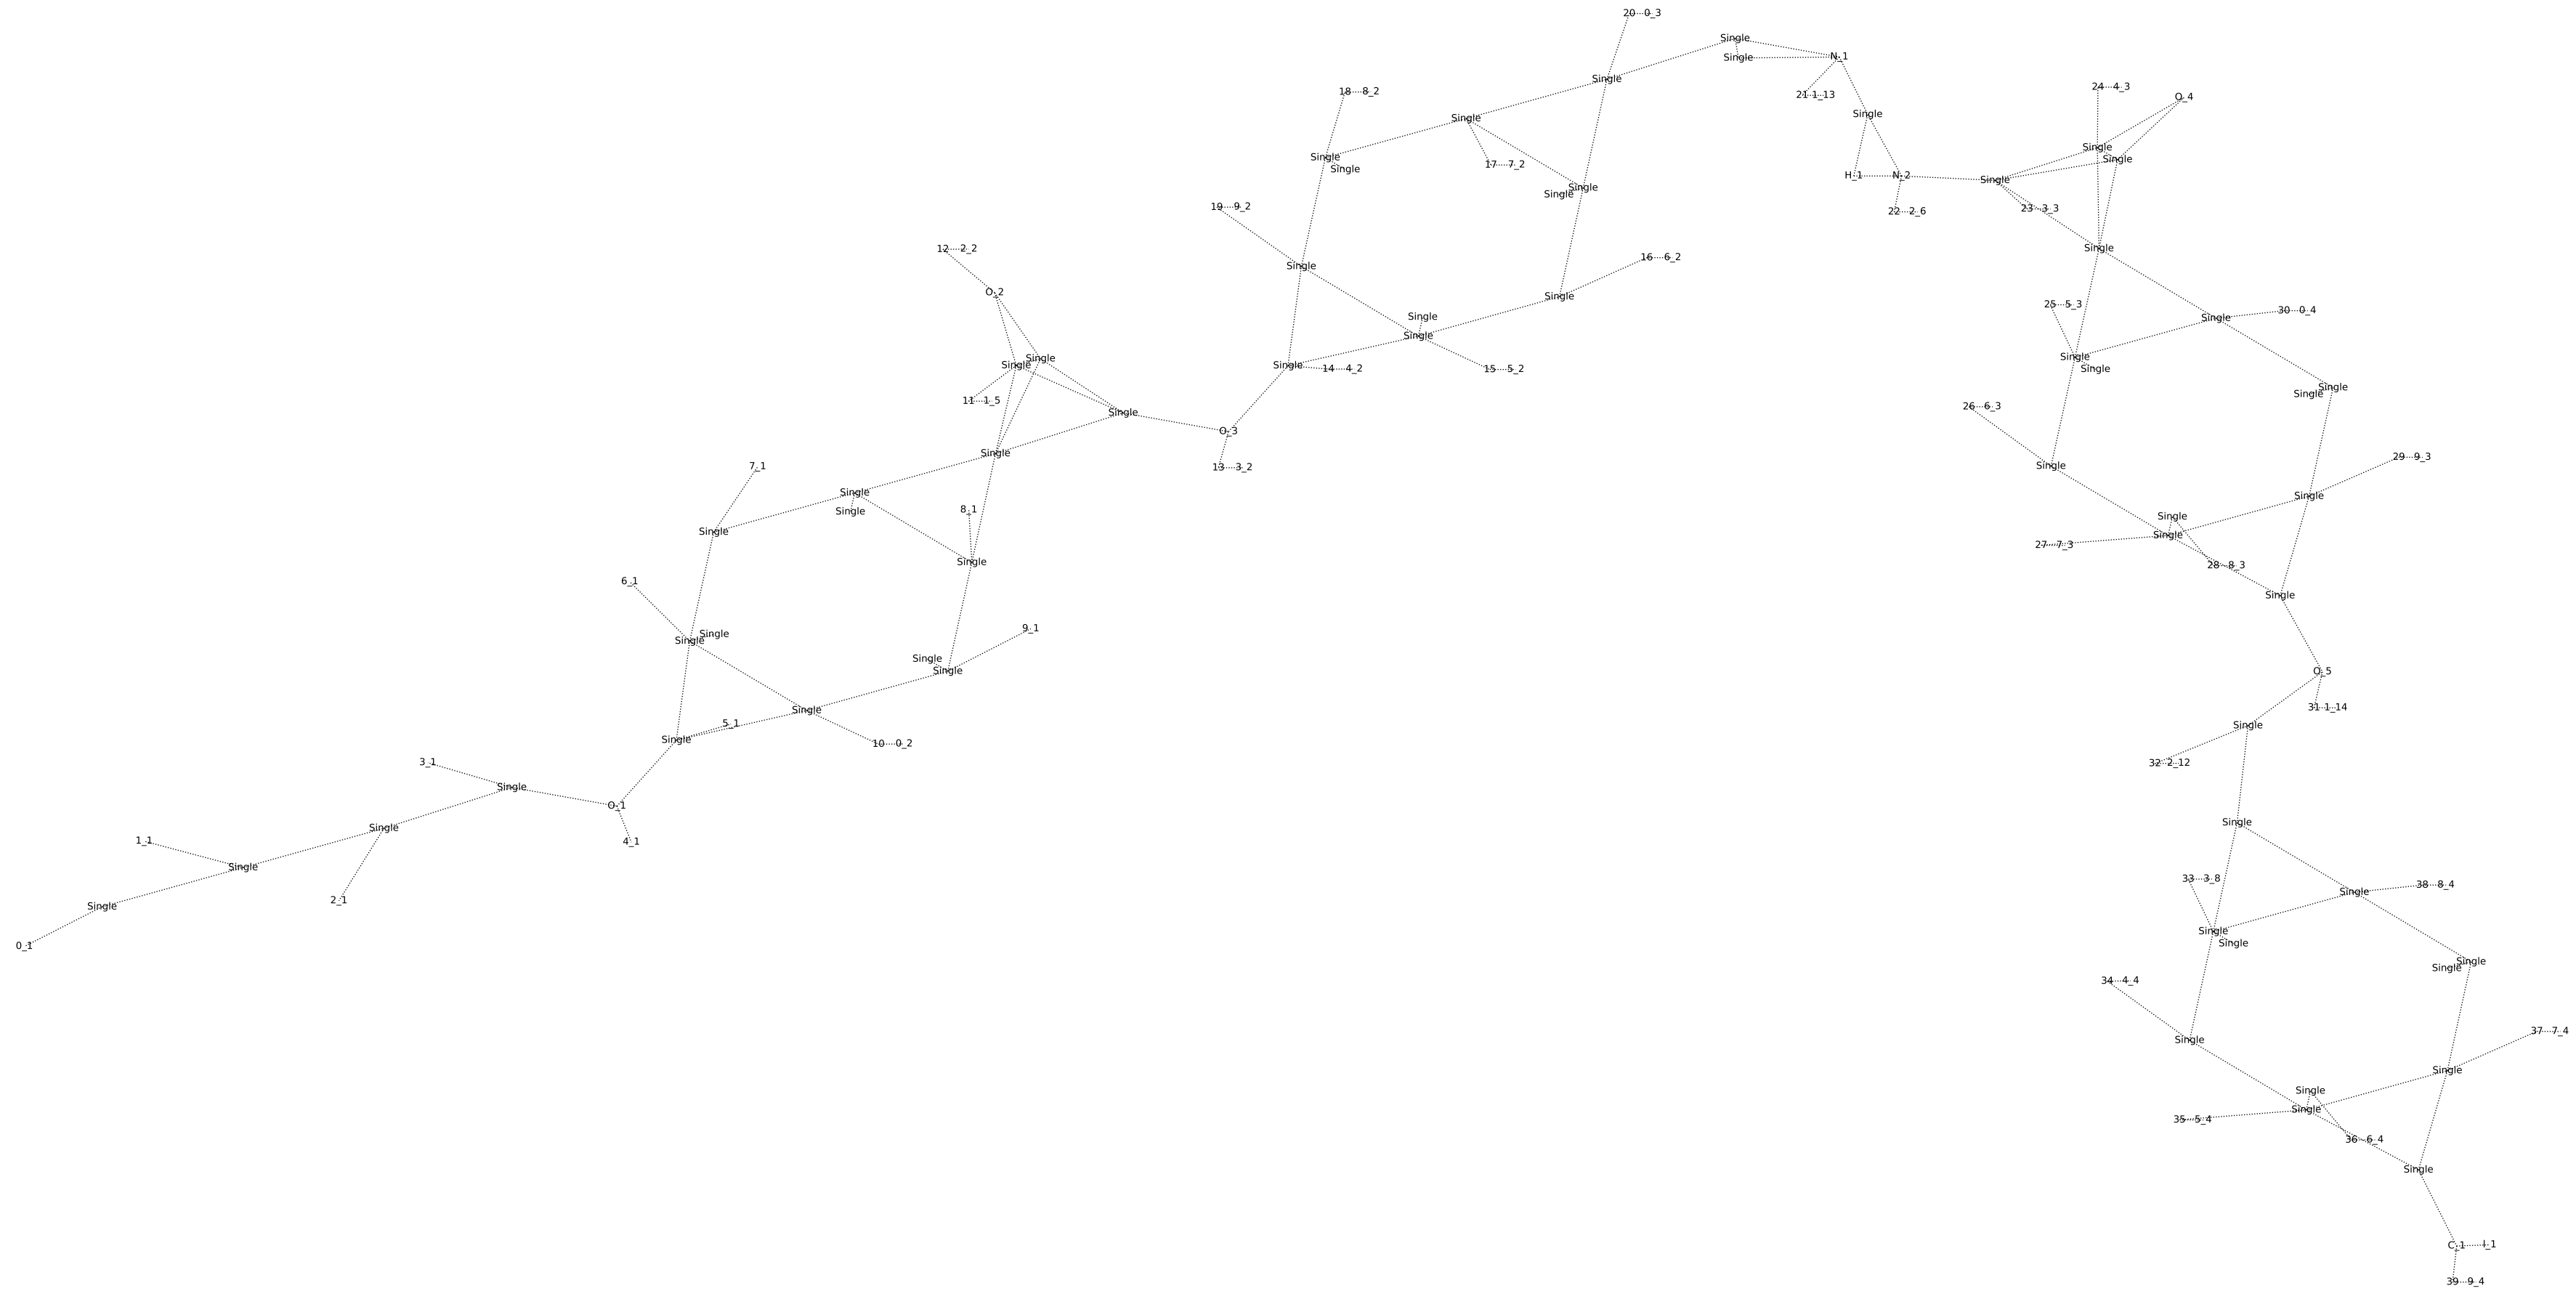 20 0_3
Single
Single N_1
Single
24 4_3
18 8_2
21 1_13
O_4
Single
Single
Single
Single
Single
17 7_2
Single
H_1 N_2
Single
Single
Single
19 9_2
23 3_3
22 2_6
12 2_2
Single
16 6_2
Single
O_2
Single
25 5_3
30 0_4
Single
Single
Single
Single
Single
Single
Single
14 4_2
15 5_2
Single
Single
Single
11 1_5
26 6_3
Single
O_3
Single
29 9_3
7_1
13 3_2
Single
Single
Single
8_1
Single
Single
Single
Single
27 7_3
Single
28 8_3
6_1
Single
9_1
Single
Single
Single
Single
O_5
31 1_14
Single
5_1
Single
Single
10 0_2
3_1
32 2_12
Single
O_1
Single
Single
1_1
4_1
Single
33 3_8
38 8_4
Single
2_1
Single
Single
Single
0_1
Single
Single
34 4_4
37 7_4
Single
Single
Single
Single
35 5_4
36 6_4
Single
C_1 I_1
39 9_4